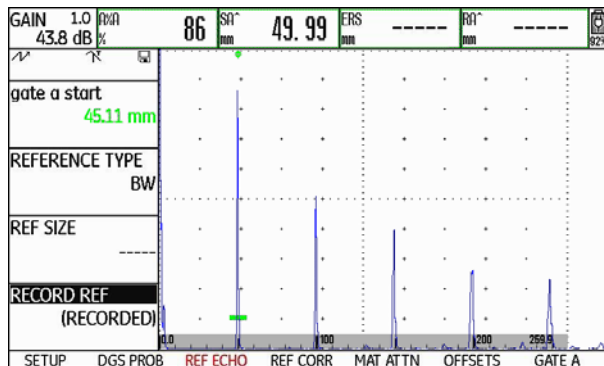 GAIN 1.0
43.8 dB
A%A
%
86
SA^
mm
49.99
ERS
mm
------
RA^
mm
------
92%
gate a start
45.11 mm
REFERENCE TYPE
BW
REF SIZE
-----
RECORD REF
(RECORDED)
0.0 100 200 259.9
SETUP DGS PROB REF ECHO REF CORR MAT ATTN OFFSETS GATE A